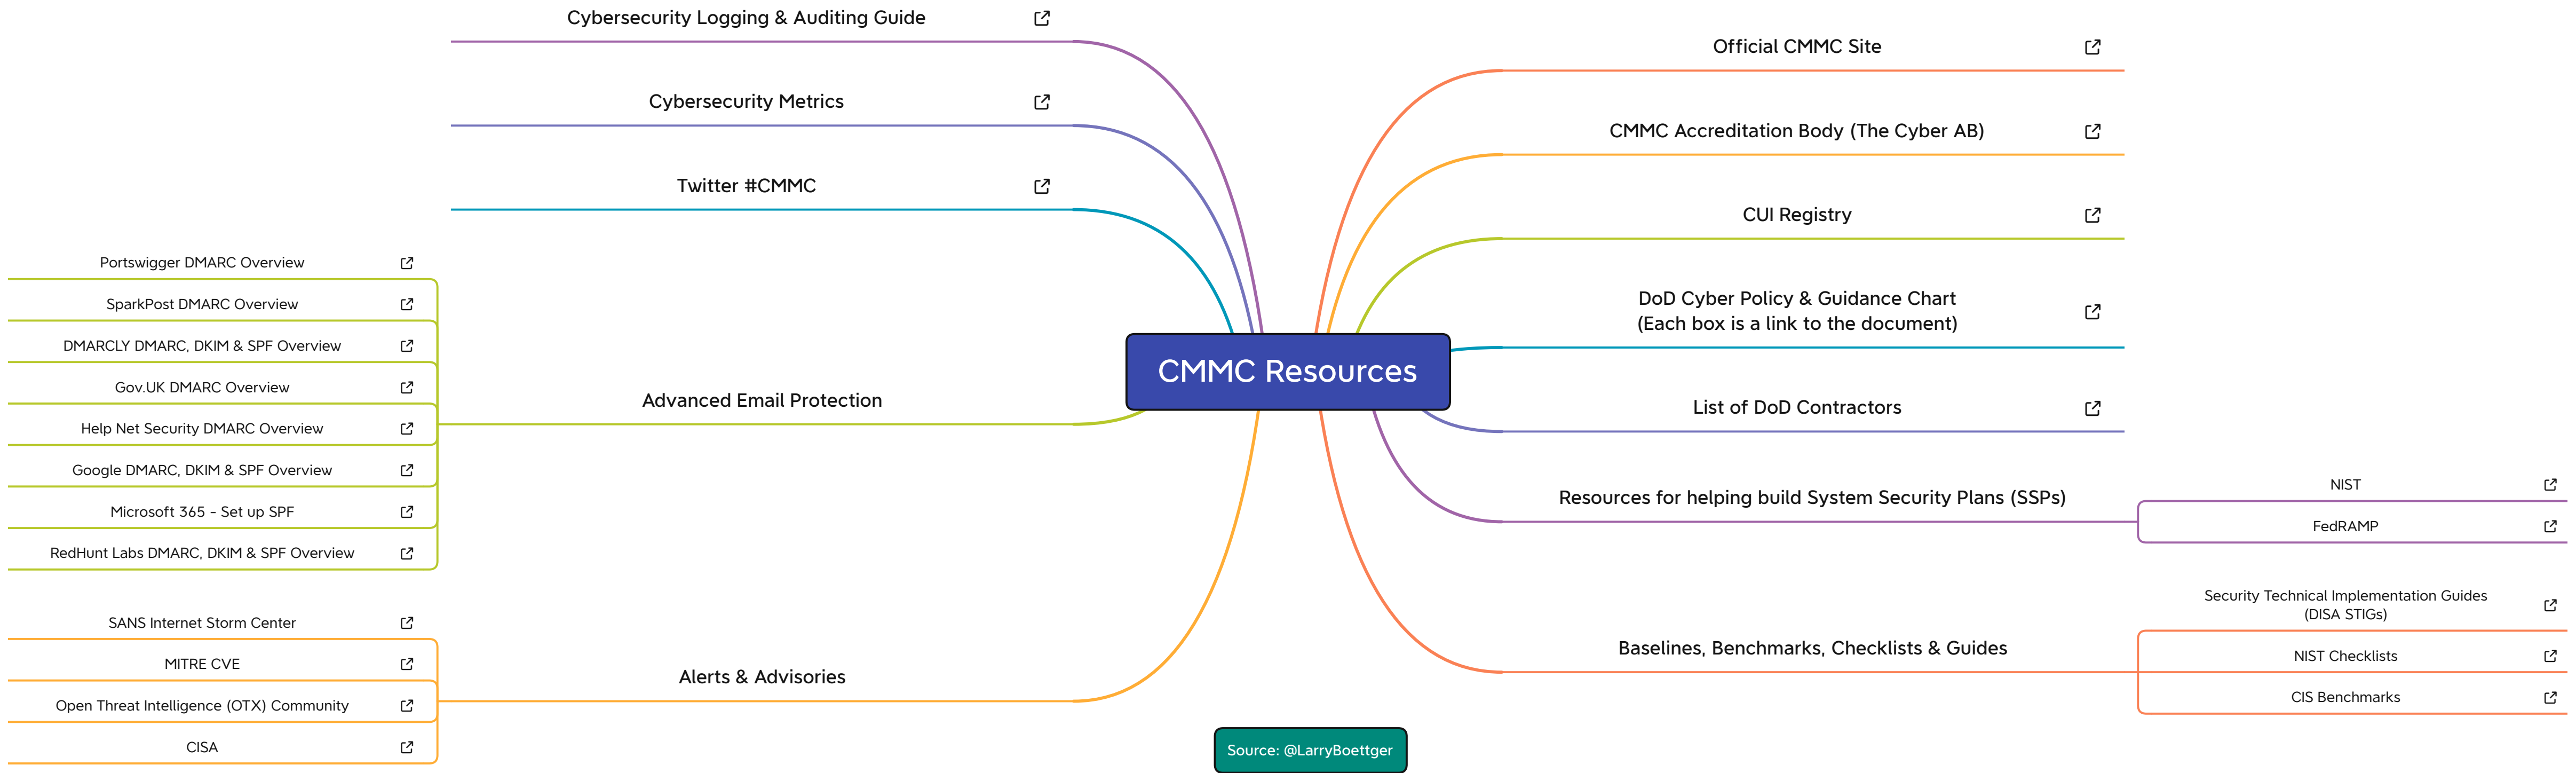 Cybersecurity Logging & Auditing Guide
Cybersecurity Metrics
Twitter #CMMC
Advanced Email Protection
Portswigger DMARC Overview
SparkPost DMARC Overview
DMARCLY DMARC, DKIM & SPF Overview
Gov.UK DMARC Overview
Help Net Security DMARC Overview
Google DMARC, DKIM & SPF Overview
Microsoft 365 - Set up SPF
RedHunt Labs DMARC, DKIM & SPF Overview
Alerts & Advisories
SANS Internet Storm Center
MITRE CVE
Open Threat Intelligence (OTX) Community
CISA
CMMC Resources
Official CMMC Site
CMMC Accreditation Body (The Cyber AB)
CUI Registry
DoD Cyber Policy & Guidance Chart
(Each box is a link to the document)
List of DoD Contractors
Resources for helping build System Security Plans (SSPs)
NIST
FedRAMP
Baselines, Benchmarks, Checklists & Guides
Security Technical Implementation Guides
(DISA STIGs)
NIST Checklists
CIS Benchmarks
Source: @LarryBoettger